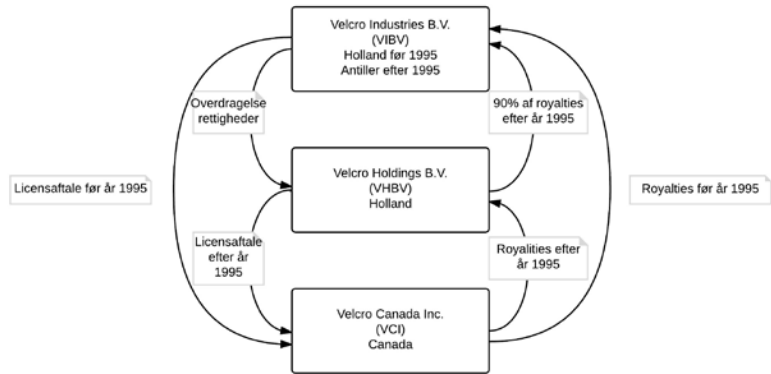 Velcro Industries B.V.
(VIBV)
Holland før 1995
Antiller efter 1995
Overdragelse
rettigheder
90% af royalties
efter år 1995
Licensaftale før år 1995
Velcro Holdings B.V.
(VHBV)
Holland
Royalties før år 1995
Licensaftale
efter år
1995
Royalities efter
år 1995
Velcro Canada Inc.
(VCI)
Canada